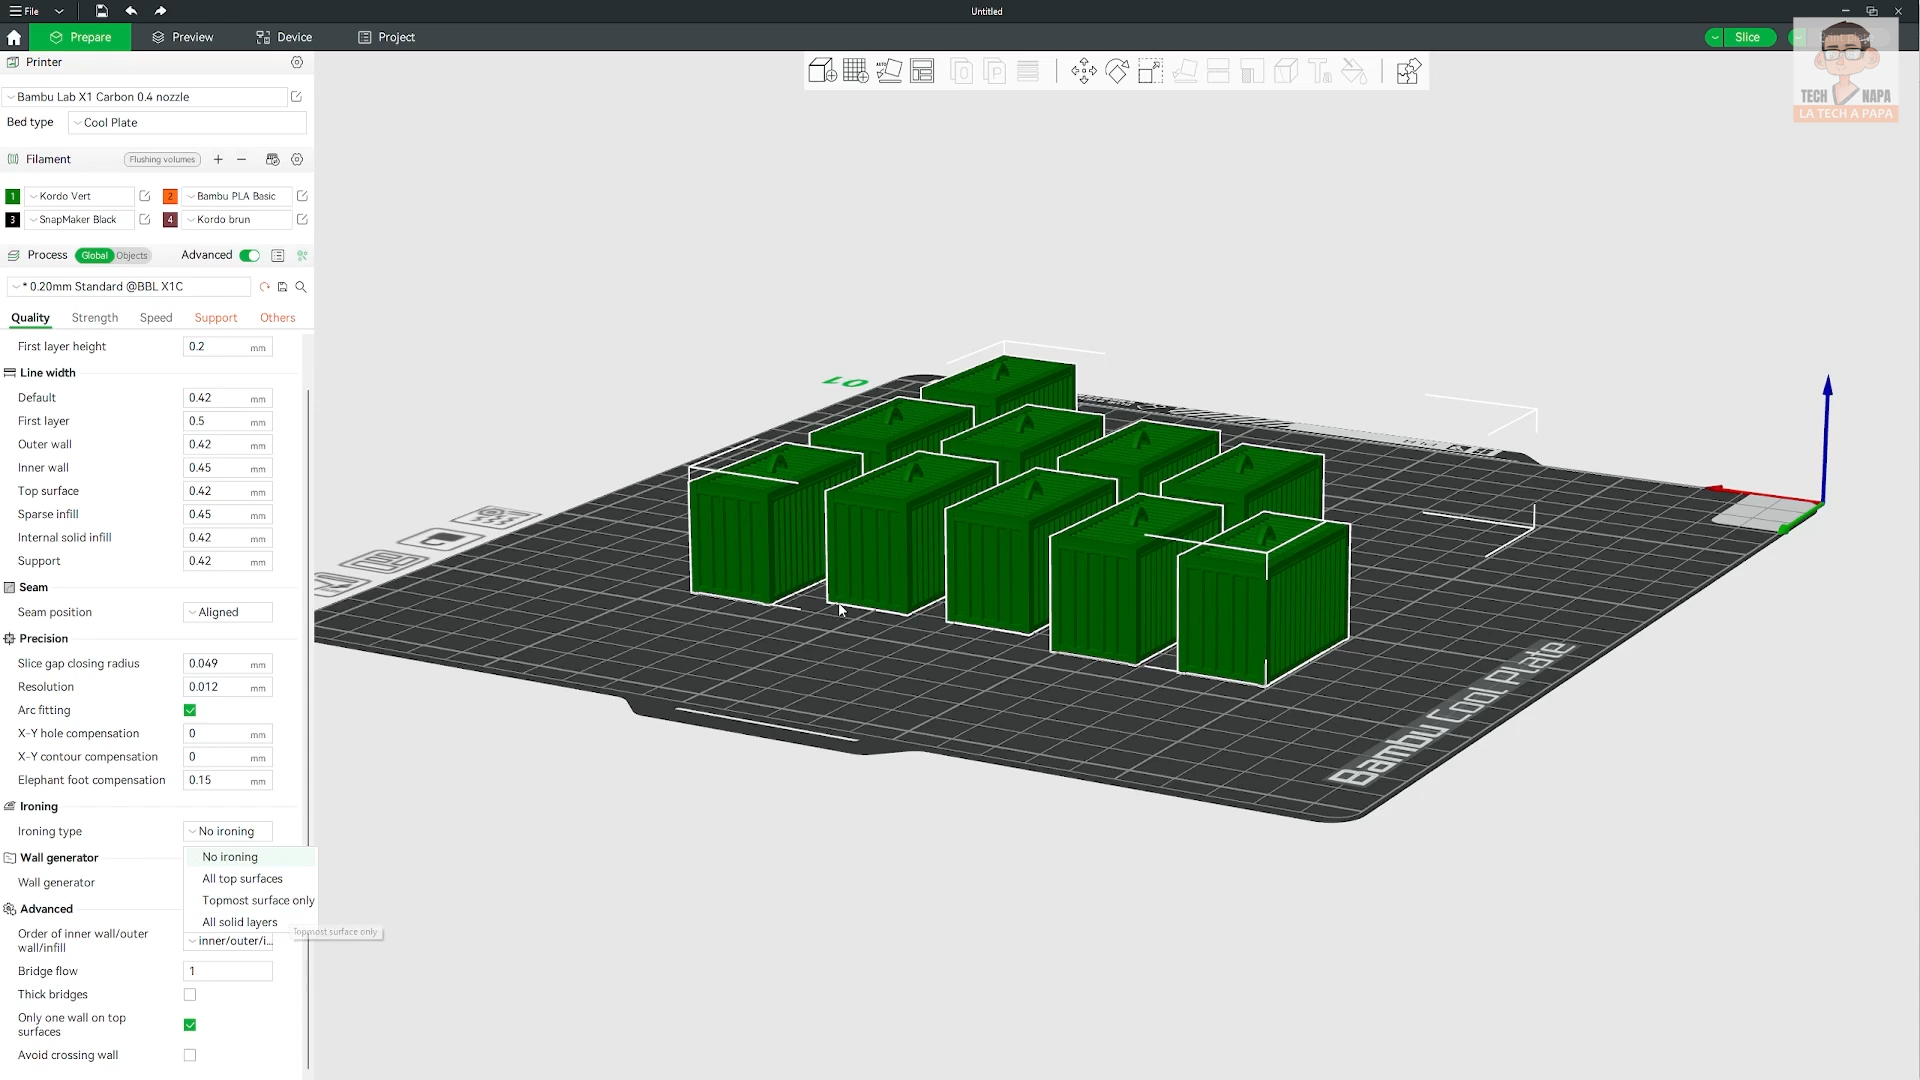 File
Untitled
Prepare
Preview
Device
Project
Slice
TECH NAPA
LA TECH A PAPA
Printer
Bambu Lab X1 Carbon 0.4 nozzle
Bed type
Cool Plate
Filament
Flushing volumes
1 Kordo Vert
2 Bambu PLA Basic
3 SnapMaker Black
4 Kordo brun
Process
Global
Objects
Advanced
* 0.20mm Standard @BBL X1C
Quality
Strength
Speed
Support
Others
First layer height 0.2 mm
Line width
Default 0.42 mm
First layer 0.5 mm
Outer wall 0.42 mm
Inner wall 0.45 mm
Top surface 0.42 mm
Sparse infill 0.45 mm
Internal solid infill 0.42 mm
Support 0.42 mm
Seam
Seam position Aligned
Precision
Slice gap closing radius 0.049 mm
Resolution 0.012 mm
Arc fitting
X-Y hole compensation 0 mm
X-Y contour compensation 0 mm
Elephant foot compensation 0.15 mm
Ironing
Ironing type No ironing
Wall generator
No ironing
All top surfaces
Wall generator
Topmost surface only
Advanced
All solid layers
Topmost surface only
Order of inner wall/outer
wall/infill
inner/outer/i...
Bridge flow 1
Thick bridges
Only one wall on top
surfaces
Avoid crossing wall
01
Bambu Cool Plate